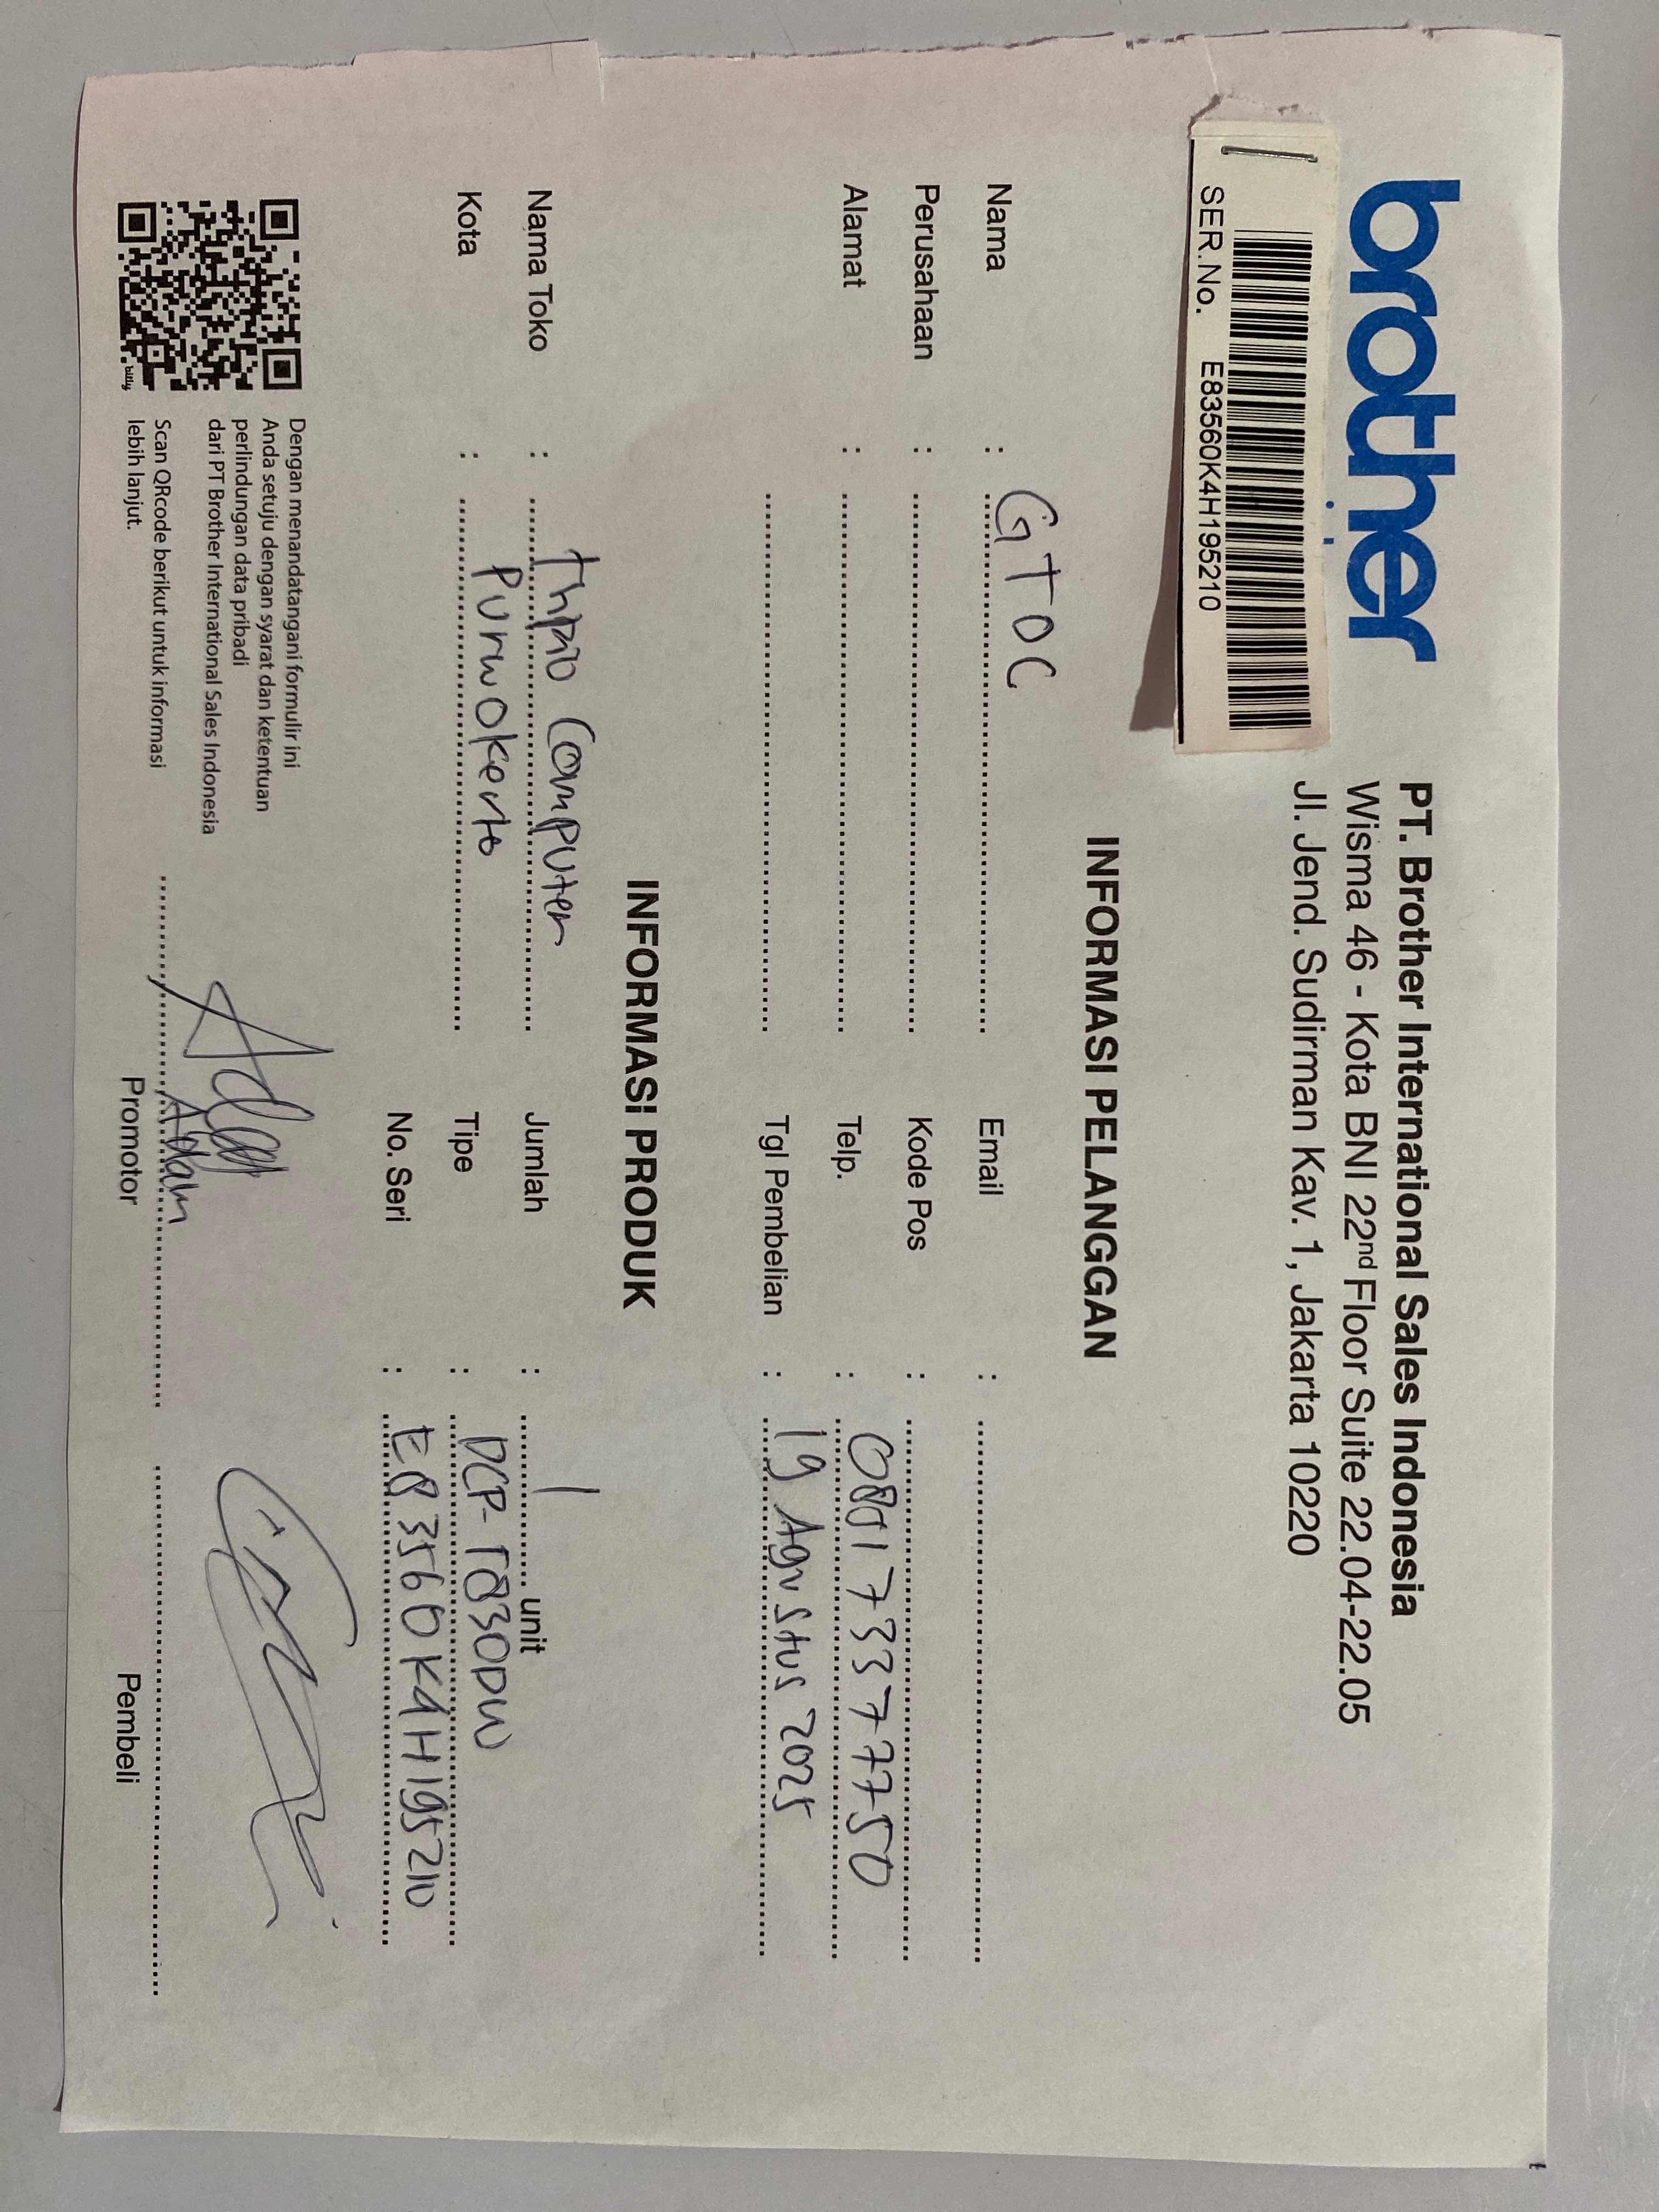 brother
PT. Brother International Sales Indonesia
Wisma 46 - Kota BNI 22nd Floor Suite 22.04-22.05
Jl. Jend. Sudirman Kav. 1, Jakarta 10220
SER.No. E83560K4H195210
INFORMASI PELANGGAN
Nama : GTOC
Email :
Perusahaan :
Kode Pos :
Alamat :
Telp. : 081733777750
Tgl Pembelian : 19 Agustus 2025
INFORMASI PRODUK
Nama Toko : Computer
Jumlah : 1 unit
Kota : Purwokerto
Tipe : DCP-T830DW
No. Seri : E83560K4H195210
Dengan menandatangani formulir ini
Anda setuju dengan syarat dan ketentuan
perlindungan data pribadi
dari PT Brother International Sales Indonesia
Scan QRcode berikut untuk informasi
lebih lanjut.
bitly
Adam
Promotor
Pembeli